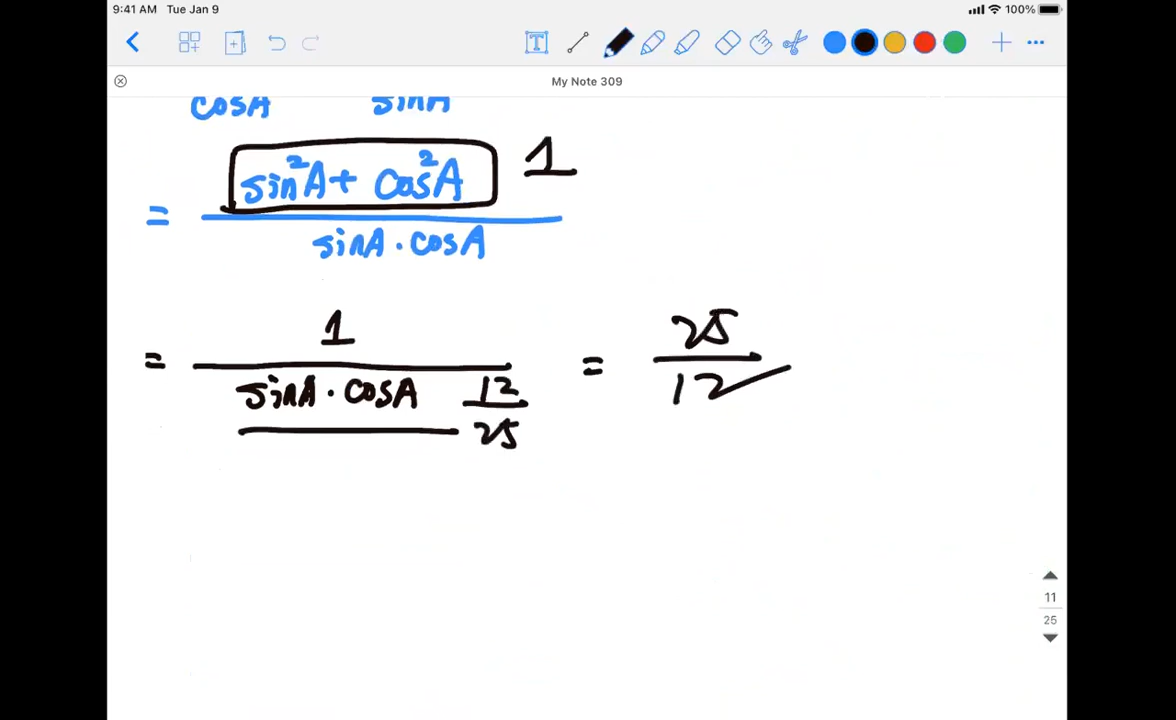 9:41 AM Tue Jan 9 100%
T
My Note 309
cosA sinA
sin²A + cos²A 1
= ―――
sinA · cosA
1 25
= ――― = ―――
sinA · cosA 12/25 12
11
25